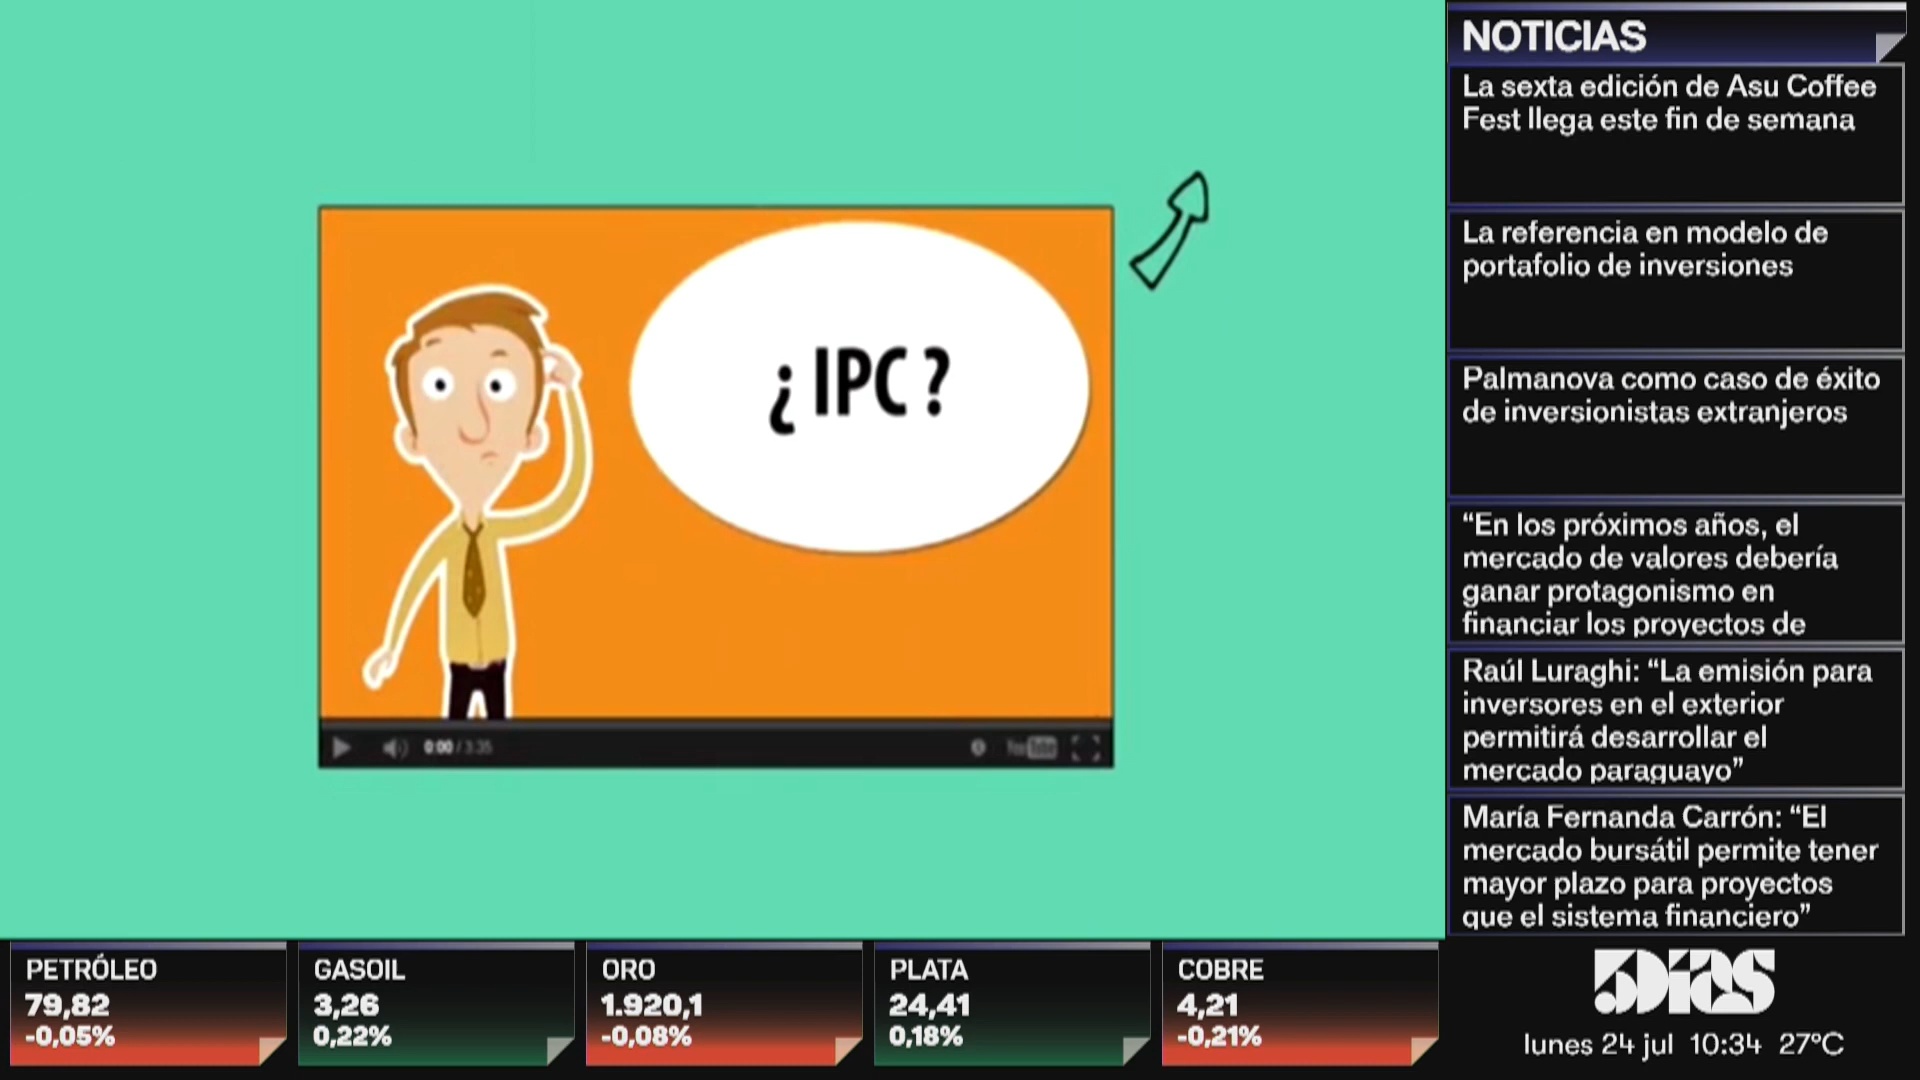 ¿IPC?
0:00 / 3:35
YouTube
NOTICIAS
La sexta edición de Asu Coffee
Fest llega este fin de semana
La referencia en modelo de
portafolio de inversiones
Palmanova como caso de éxito
de inversionistas extranjeros
“En los próximos años, el
mercado de valores debería
ganar protagonismo en
financiar los proyectos de
Raúl Luraghi: “La emisión para
inversores en el exterior
permitirá desarrollar el
mercado paraguayo”
María Fernanda Carrón: “El
mercado bursátil permite tener
mayor plazo para proyectos
que el sistema financiero”
PETRÓLEO
79,82
-0,05%
GASOIL
3,26
0,22%
ORO
1.920,1
-0,08%
PLATA
24,41
0,18%
COBRE
4,21
-0,21%
5Días
lunes 24 jul 10:34 27°C